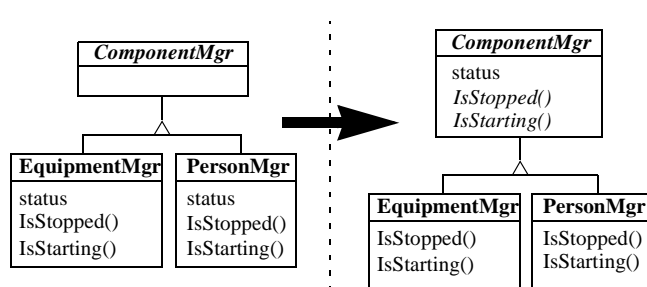 ComponentMgr
EquipmentMgr
status
IsStopped()
IsStarting()
PersonMgr
status
IsStopped()
IsStarting()
ComponentMgr
status
IsStopped()
IsStarting()
EquipmentMgr
IsStopped()
IsStarting()
PersonMgr
IsStopped()
IsStarting()